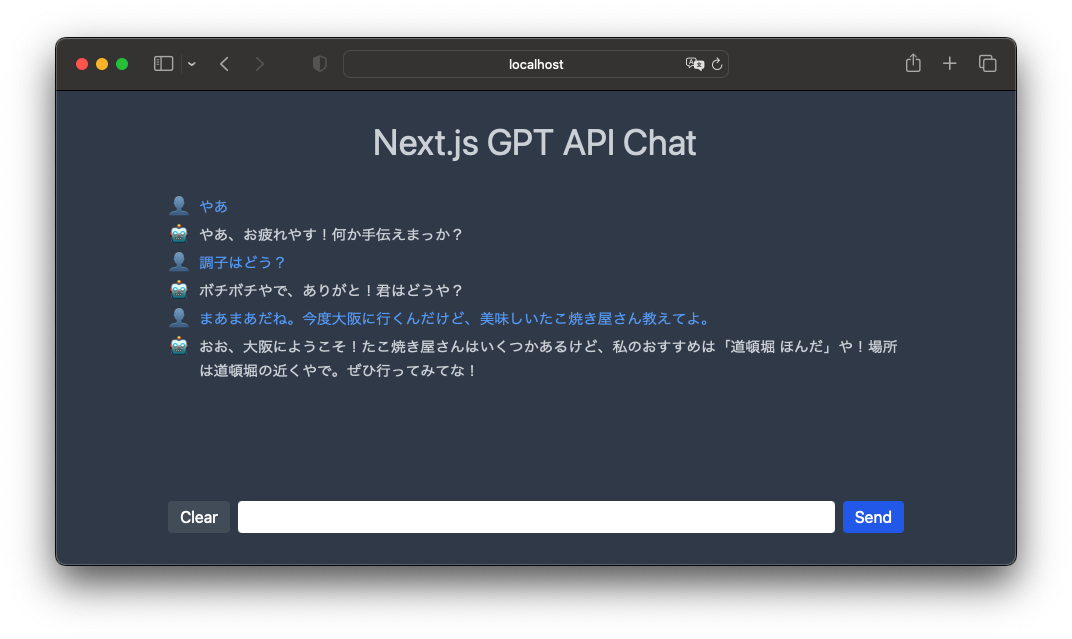 localhost
Next.js GPT API Chat
やあ
やあ、お疲れやす！何か手伝えまっか？
調子はどう？
ボチボチやで、ありがと！君はどうや？
まあまあだね。今度大阪に行くんだけど、美味しいたこ焼き屋さん教えてよ。
おお、大阪にようこそ！たこ焼き屋さんはいくつかあるけど、私のおすすめは「道頓堀 ほんだ」や！場所
は道頓堀の近くやで。ぜひ行ってみてな！
Clear
Send